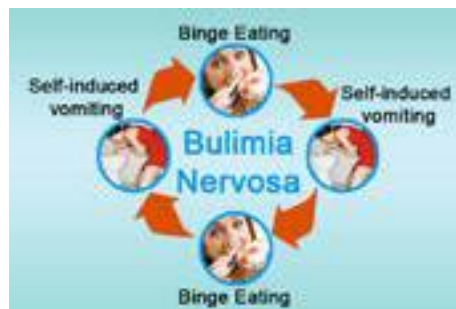 Binge Eating
Self-induced
vomiting
Self-induced
vomiting
Bulimia
Nervosa
Binge Eating